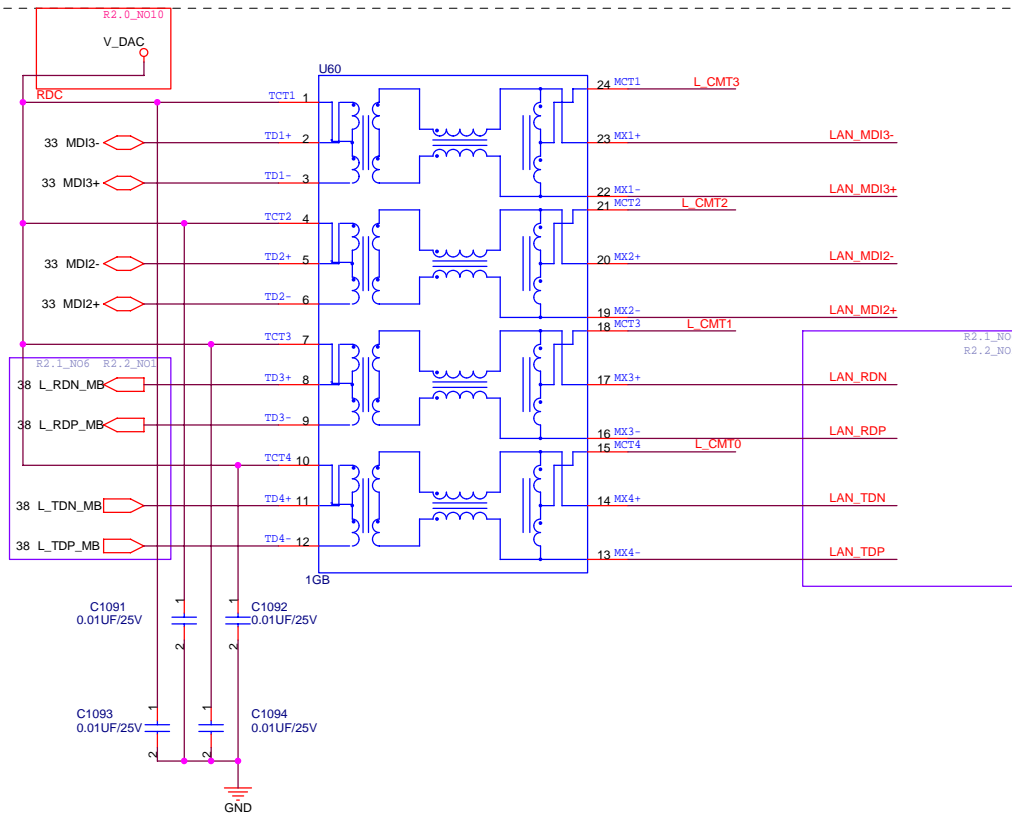 R2.0_NO10
V_DAC
RDC
U60
TCT1 1
24 MCT1 L_CMT3
33 MDI3- TD1+ 2
23 MX1+ LAN_MDI3-
33 MDI3+ TD1- 3
22 MX1- LAN_MDI3+
TCT2 4
21 MCT2 L_CMT2
33 MDI2- TD2+ 5
20 MX2+ LAN_MDI2-
33 MDI2+ TD2- 6
19 MX2- LAN_MDI2+
TCT3 7
18 MCT3 L_CMT1
R2.1_NO6 R2.2_NO1
R2.1_NO
R2.2_NO
38 L_RDN_MB TD3+ 8
17 MX3+ LAN_RDN
38 L_RDP_MB TD3- 9
16 MX3- LAN_RDP
TCT4 10
15 MCT4 L_CMT0
38 L_TDN_MB TD4+ 11
14 MX4+ LAN_TDN
38 L_TDP_MB TD4- 12
13 MX4- LAN_TDP
1GB
1 1
C1091 C1092
0.01UF/25V 0.01UF/25V
2 2
1 1
C1093 C1094
0.01UF/25V 0.01UF/25V
2 2
GND